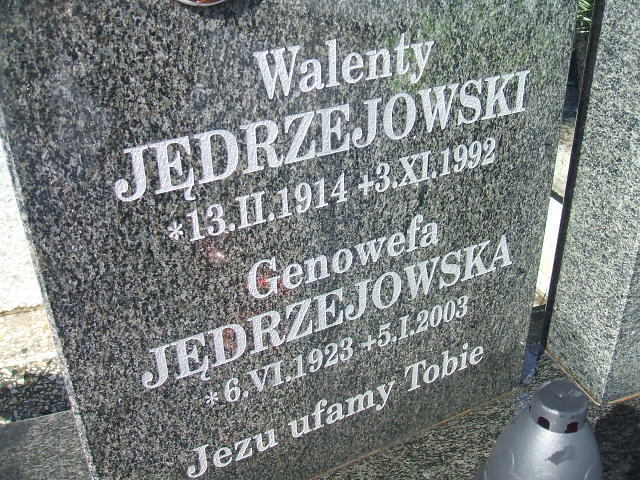 Walenty
JĘDRZEJOWSKI
*13.II.1914 +3.XI.1992
Genowefa
JĘDRZEJOWSKA
*6.VI.1923 +5.I.2003
Jezu ufamy Tobie